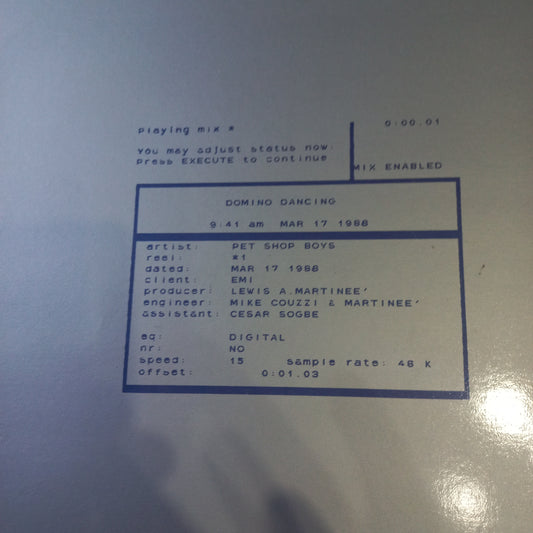 Playing mix *
0:00.01
You may adjust status now:
Press EXECUTE to continue
MIX ENABLED
DOMINO DANCING
9:41 am MAR 17 1988
artist: PET SHOP BOYS
reel: *1
dated: MAR 17 1988
client: EMI
producer: LEWIS A.MARTINEE'
engineer: MIKE COUZZI & MARTINEE'
assistant: CESAR SOGBE
eq: DIGITAL
nr: NO
speed: 15 sample rate: 48 K
offset: 0:01.03